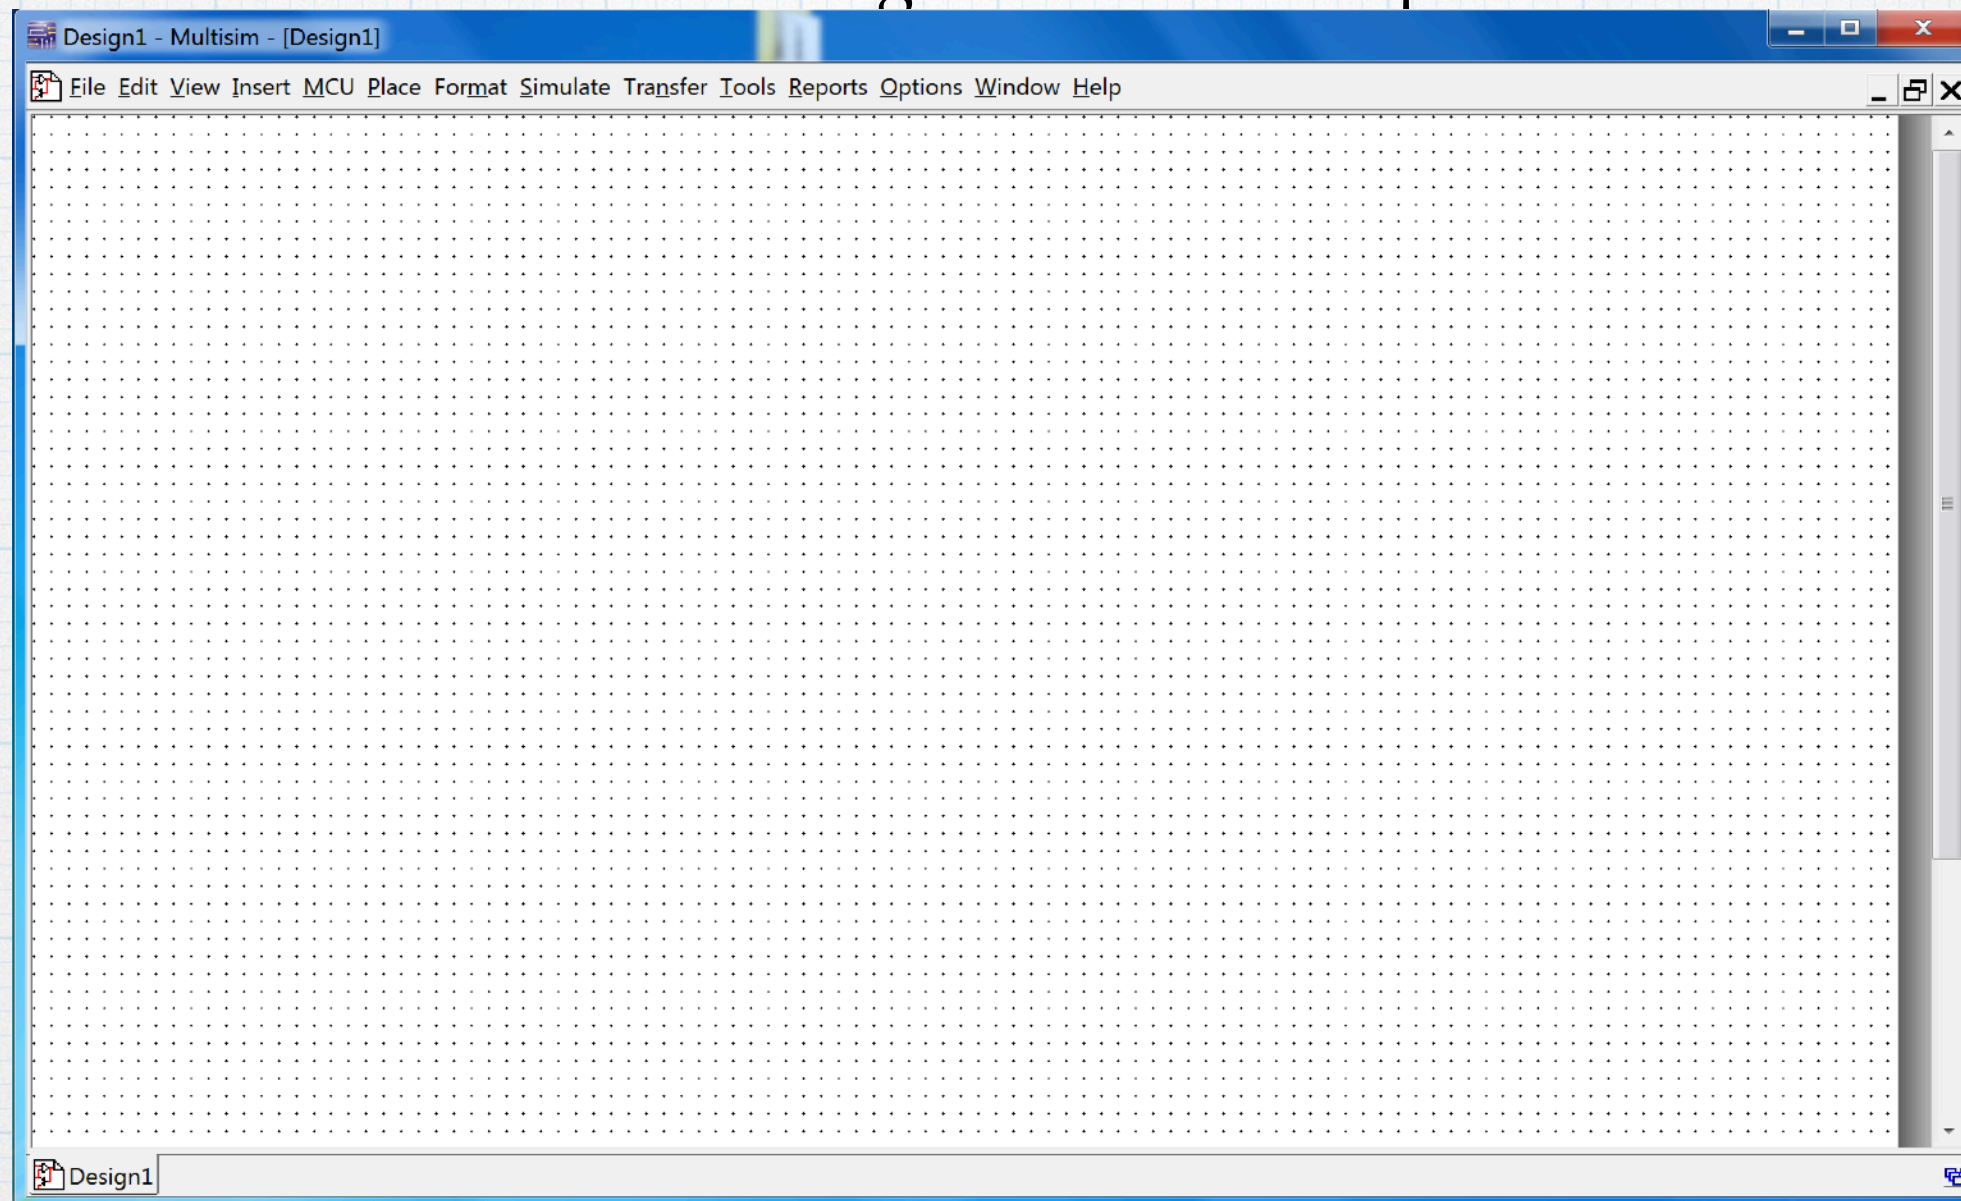 Design1 - Multisim - [Design1]
File Edit View Insert MCU Place Format Simulate Transfer Tools Reports Options Window Help
Design1